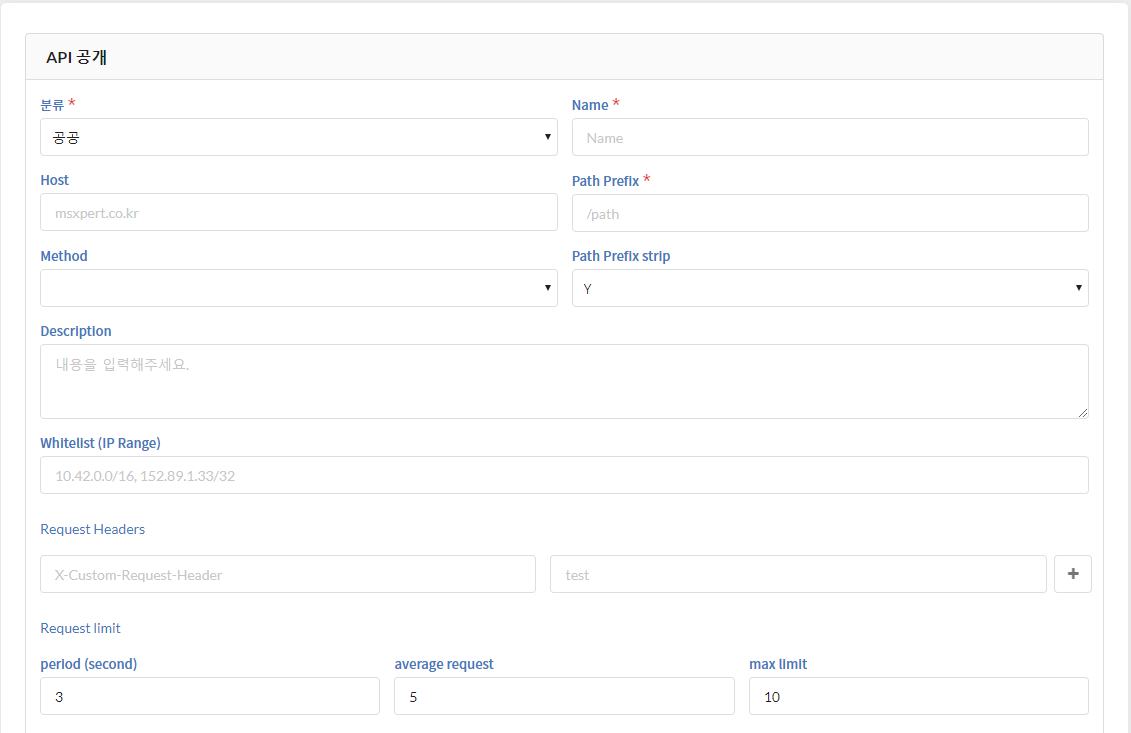 API 공개
분류 * Name *
공공 Name
Host Path Prefix *
msxpert.co.kr /path
Method Path Prefix strip
Y
Description
내용을 입력해주세요.
Whitelist (IP Range)
10.42.0.0/16, 152.89.1.33/32
Request Headers
X-Custom-Request-Header test +
Request limit
period (second) average request max limit
3 5 10